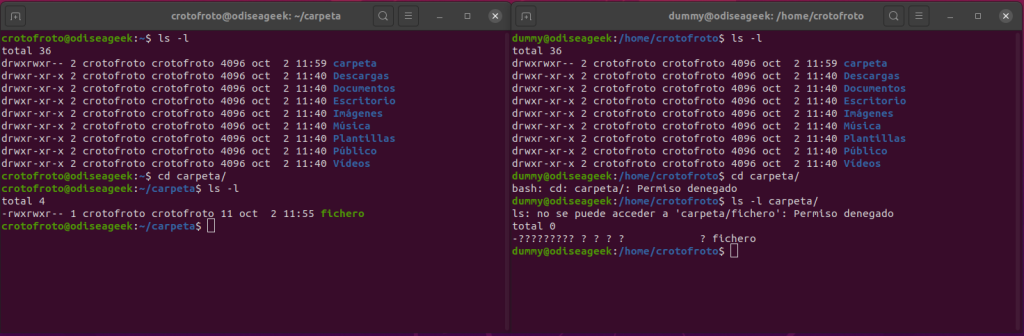 crotofroto@odiseageek: ~/carpeta
crotofroto@odiseageek:~$ ls -l
total 36
drwxrwxr-- 2 crotofroto crotofroto 4096 oct  2 11:59 carpeta
drwxr-xr-x 2 crotofroto crotofroto 4096 oct  2 11:40 Descargas
drwxr-xr-x 2 crotofroto crotofroto 4096 oct  2 11:40 Documentos
drwxr-xr-x 2 crotofroto crotofroto 4096 oct  2 11:40 Escritorio
drwxr-xr-x 2 crotofroto crotofroto 4096 oct  2 11:40 Imágenes
drwxr-xr-x 2 crotofroto crotofroto 4096 oct  2 11:40 Música
drwxr-xr-x 2 crotofroto crotofroto 4096 oct  2 11:40 Plantillas
drwxr-xr-x 2 crotofroto crotofroto 4096 oct  2 11:40 Público
drwxr-xr-x 2 crotofroto crotofroto 4096 oct  2 11:40 Vídeos
crotofroto@odiseageek:~$ cd carpeta/
crotofroto@odiseageek:~/carpeta$ ls -l
total 4
-rwxrwxr-- 1 crotofroto crotofroto 11 oct  2 11:55 fichero
crotofroto@odiseageek:~/carpeta$
dummy@odiseageek: /home/crotofroto
dummy@odiseageek:/home/crotofroto$ ls -l
total 36
drwxrwxr-- 2 crotofroto crotofroto 4096 oct  2 11:59 carpeta
drwxr-xr-x 2 crotofroto crotofroto 4096 oct  2 11:40 Descargas
drwxr-xr-x 2 crotofroto crotofroto 4096 oct  2 11:40 Documentos
drwxr-xr-x 2 crotofroto crotofroto 4096 oct  2 11:40 Escritorio
drwxr-xr-x 2 crotofroto crotofroto 4096 oct  2 11:40 Imágenes
drwxr-xr-x 2 crotofroto crotofroto 4096 oct  2 11:40 Música
drwxr-xr-x 2 crotofroto crotofroto 4096 oct  2 11:40 Plantillas
drwxr-xr-x 2 crotofroto crotofroto 4096 oct  2 11:40 Público
drwxr-xr-x 2 crotofroto crotofroto 4096 oct  2 11:40 Vídeos
dummy@odiseageek:/home/crotofroto$ cd carpeta/
bash: cd: carpeta/: Permiso denegado
dummy@odiseageek:/home/crotofroto$ ls -l carpeta/
ls: no se puede acceder a 'carpeta/fichero': Permiso denegado
total 0
-????????? ? ? ? ?            ? fichero
dummy@odiseageek:/home/crotofroto$